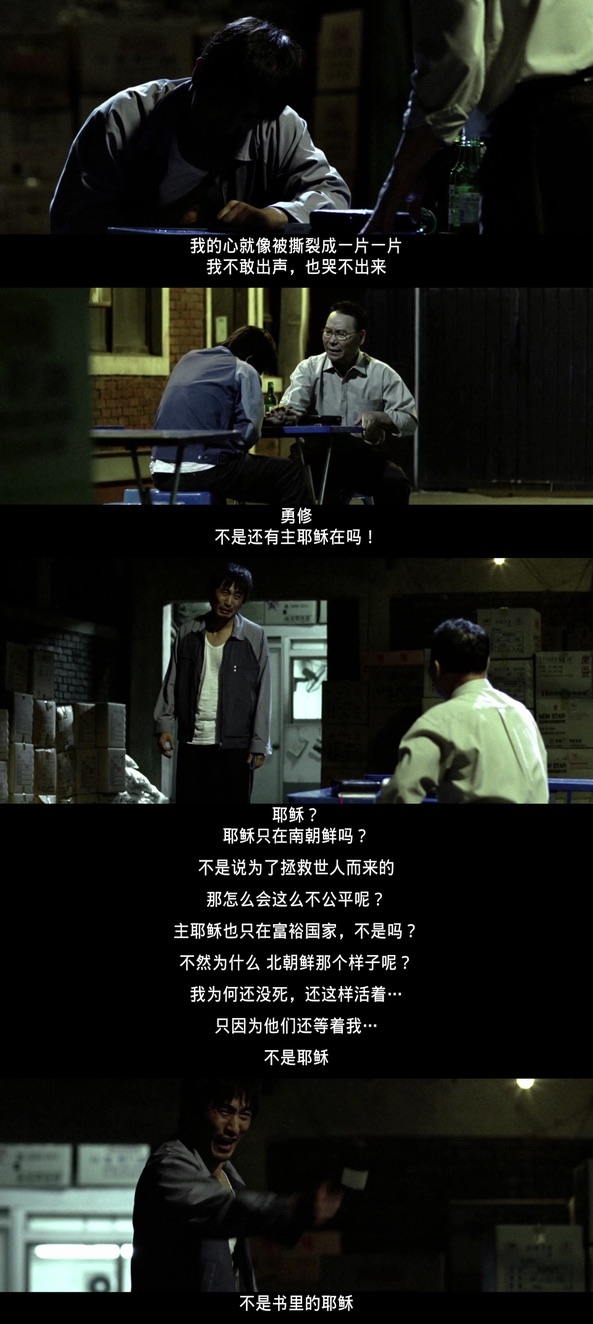 我的心就像被撕裂成一片一片
我不敢出声，也哭不出来
勇修
不是还有主耶稣在吗！
耶稣？
耶稣只在南朝鲜吗？
不是说为了拯救世人而来的
那怎么会这么不公平呢？
主耶稣也只在富裕国家，不是吗？
不然为什么 北朝鲜那个样子呢？
我为何还没死，还这样活着…
只因为他们还等着我…
不是耶稣
不是书里的耶稣